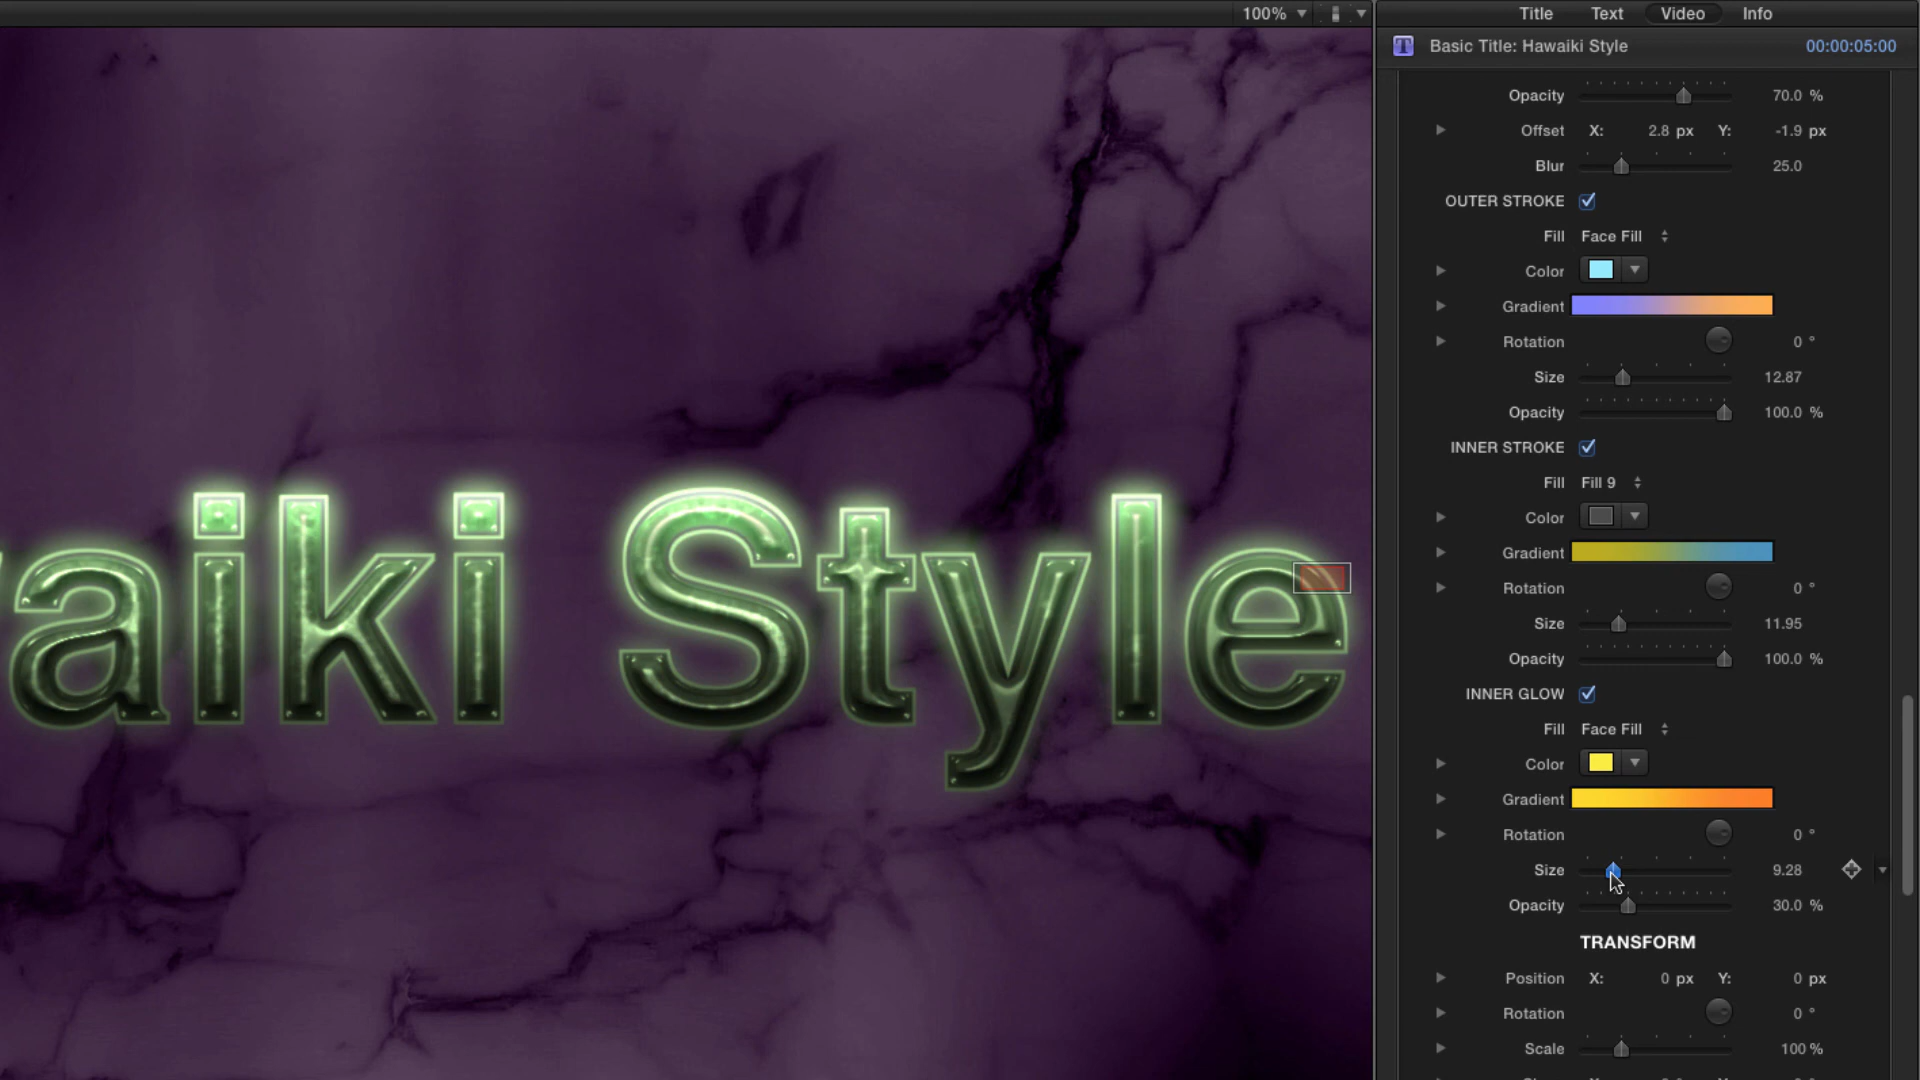 100%
Title Text Video Info
Basic Title: Hawaiki Style 00:00:05:00
Opacity 70.0 %
Offset X: 2.8 px Y: -1.9 px
Blur 25.0
OUTER STROKE
Fill Face Fill
Color
Gradient
Rotation 0 °
Size 12.87
Opacity 100.0 %
INNER STROKE
Fill Fill 9
Color
Gradient
Rotation 0 °
Size 11.95
Opacity 100.0 %
INNER GLOW
Fill Face Fill
Color
Gradient
Rotation 0 °
Size 9.28
Opacity 30.0 %
TRANSFORM
Position X: 0 px Y: 0 px
Rotation 0 °
Scale 100 %
aiki Style